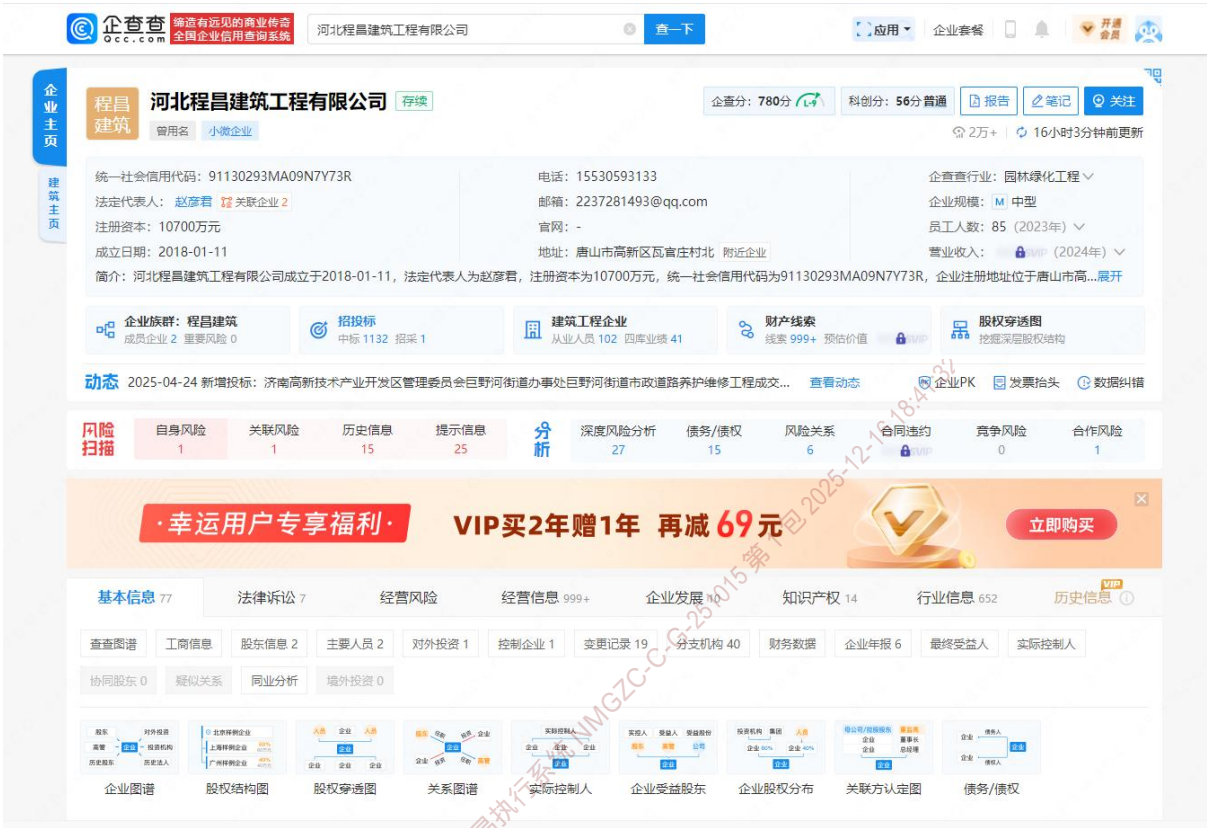 企查查
Qcc.com
缔造有远见的商业传奇
全国企业信用查询系统
河北程昌建筑工程有限公司
查一下
应用
企业套餐
开通会员
企业主页
建筑主页
程昌建筑
河北程昌建筑工程有限公司 存续
曾用名 小微企业
企查分：780分
科创分：56分普通
报告 笔记 关注
2万+ 16小时3分钟前更新
统一社会信用代码：91130293MA09N7Y73R 电话：15530593133 企查查行业：园林绿化工程
法定代表人：赵彦君 关联企业 2 邮箱：2237281493@qq.com 企业规模：M 中型
注册资本：10700万元 官网：- 员工人数：85（2023年）
成立日期：2018-01-11 地址：唐山市高新区瓦官庄村北 附近企业 营业收入： SVIP（2024年）
简介：河北程昌建筑工程有限公司成立于2018-01-11，法定代表人为赵彦君，注册资本为10700万元，统一社会信用代码为91130293MA09N7Y73R，企业注册地址位于唐山市高...展开
企业族群：程昌建筑 招投标 建筑工程企业 财产线索 股权穿透图
成员企业 2 重要风险 0 中标 1132 招采 1 从业人员 102 四库业绩 41 线索 999+ 预估价值 SVIP 挖掘深层股权结构
动态 2025-04-24 新增投标：济南高新技术产业开发区管理委员会巨野河街道办事处巨野河街道市政道路养护维修工程成交... 查看动态 企业PK 发票抬头 数据纠错
风险扫描
自身风险 关联风险 历史信息 提示信息
1 1 15 25
分析
深度风险分析 债务/债权 风险关系 合同违约 竞争风险 合作风险
27 15 6 SVIP 0 1
·幸运用户专享福利· VIP买2年赠1年 再减69元 立即购买
基本信息 77 法律诉讼 7 经营风险 经营信息 999+ 企业发展 10 知识产权 14 行业信息 652 历史信息 VIP
查查图谱 工商信息 股东信息 2 主要人员 2 对外投资 1 控制企业 1 变更记录 19 分支机构 40 财务数据 企业年报 6 最终受益人 实际控制人
协同股东 0 疑似关系 同业分析 境外投资 0
企业图谱 股权结构图 股权穿透图 关系图谱 实际控制人 企业受益股东 企业股权分布 关联方认定图 债务/债权
员执行系统 NMGZC-C-G-251015 第1包 2025-12-16 18:41:32